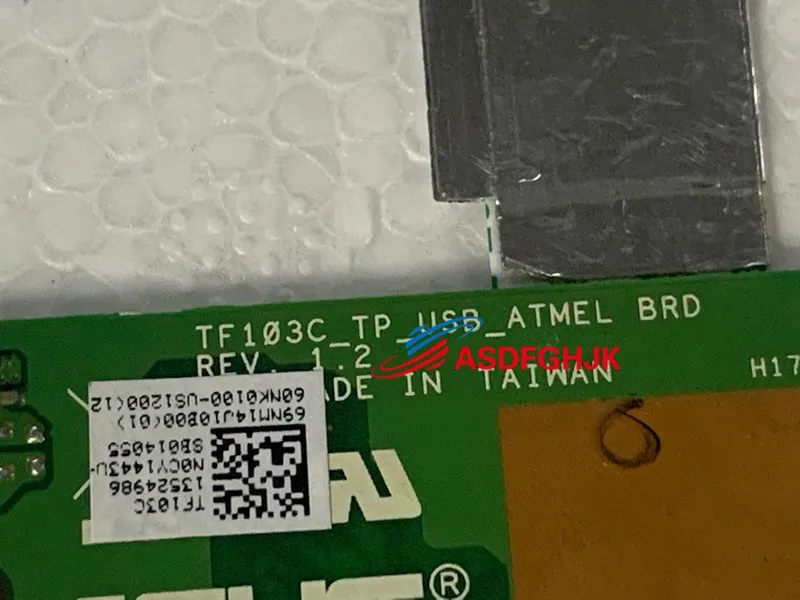 TF103C_TP_USB_ATMEL BRD
REV. 1.2
ASDFGHJK
ADE IN TAIWAN
H17
60NK0100-US1200(12
69NM14J10B00(01)
SB014055
N0CY1443U-
13524986
TF103C
®
6